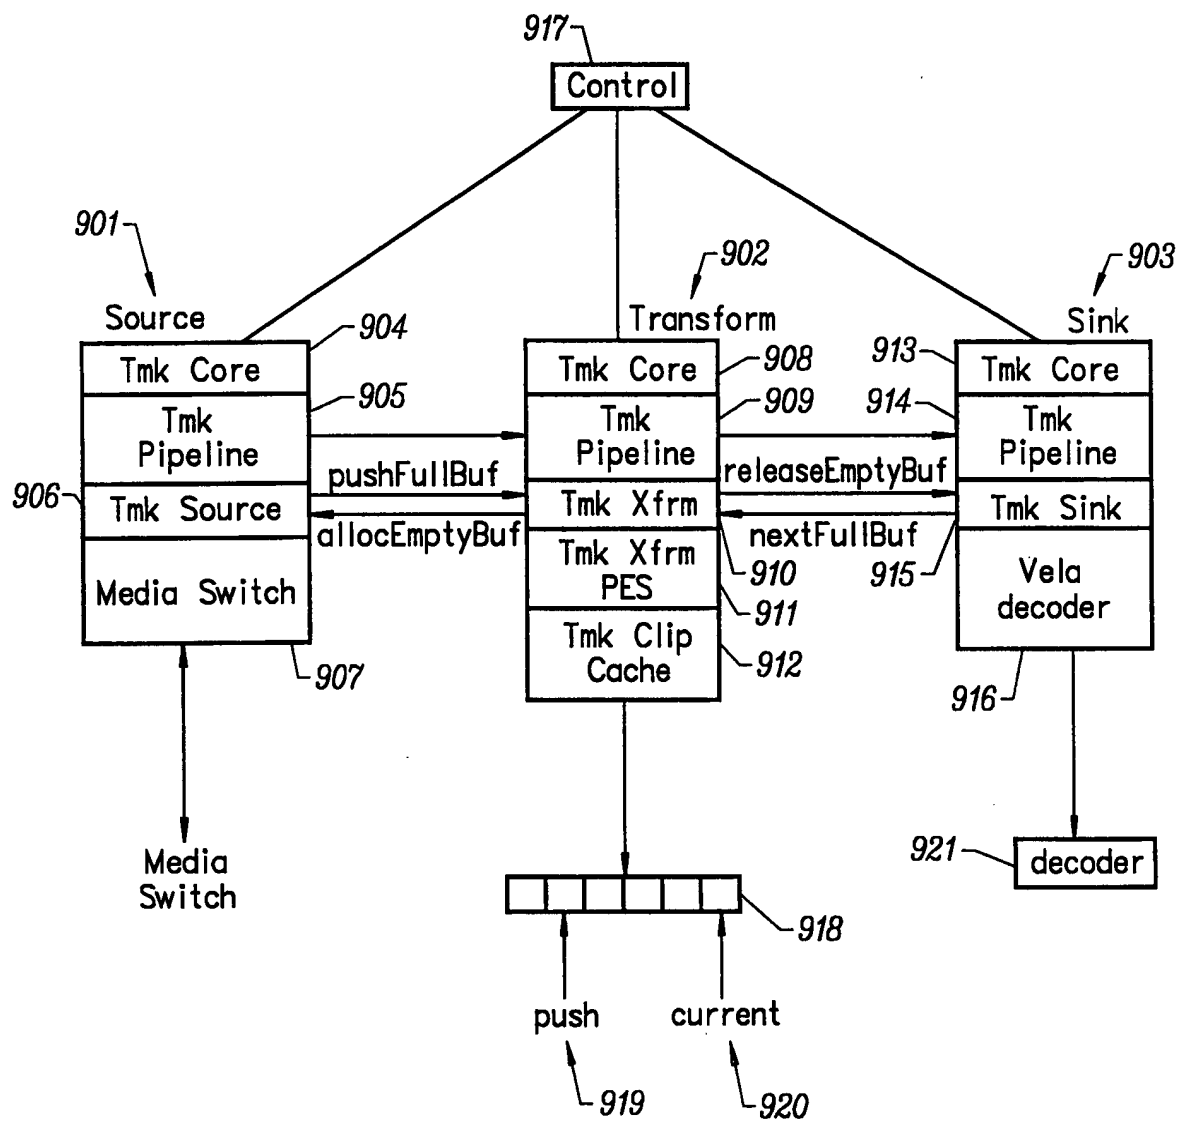 917
Control
901
902
903
Source
Transform
Sink
904
908
913
Tmk Core
Tmk Core
Tmk Core
905
909
914
Tmk
Pipeline
Tmk
Pipeline
Tmk
Pipeline
906
pushFullBuf
releaseEmptyBuf
Tmk Source
Tmk Xfrm
Tmk Sink
allocEmptyBuf
nextFullBuf
910
915
Media Switch
Tmk Xfrm
PES
Vela
decoder
911
907
Tmk Clip
Cache
912
916
Media
Switch
921
decoder
918
push
current
919
920